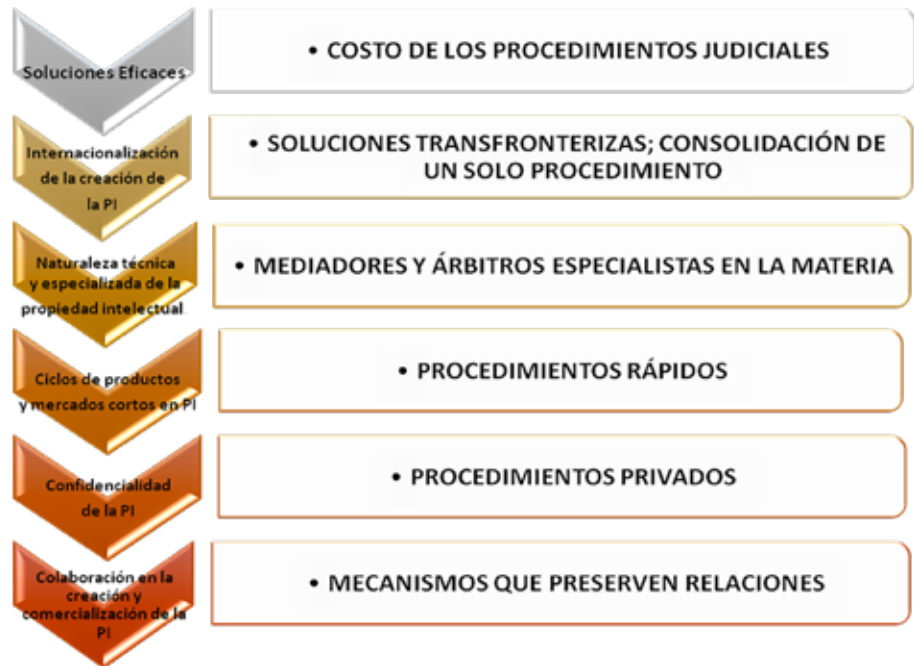 Soluciones Eficaces
• COSTO DE LOS PROCEDIMIENTOS JUDICIALES
Internacionalización
de la creación de
la PI
• SOLUCIONES TRANSFRONTERIZAS; CONSOLIDACIÓN DE
UN SOLO PROCEDIMIENTO
Naturaleza técnica
y especializada de la
propiedad intelectual
• MEDIADORES Y ÁRBITROS ESPECIALISTAS EN LA MATERIA
Ciclos de productos
y mercados cortos en PI
• PROCEDIMIENTOS RÁPIDOS
Confidencialidad
de la PI
• PROCEDIMIENTOS PRIVADOS
Colaboración en la
creación y
comercialización de la
PI
• MECANISMOS QUE PRESERVEN RELACIONES